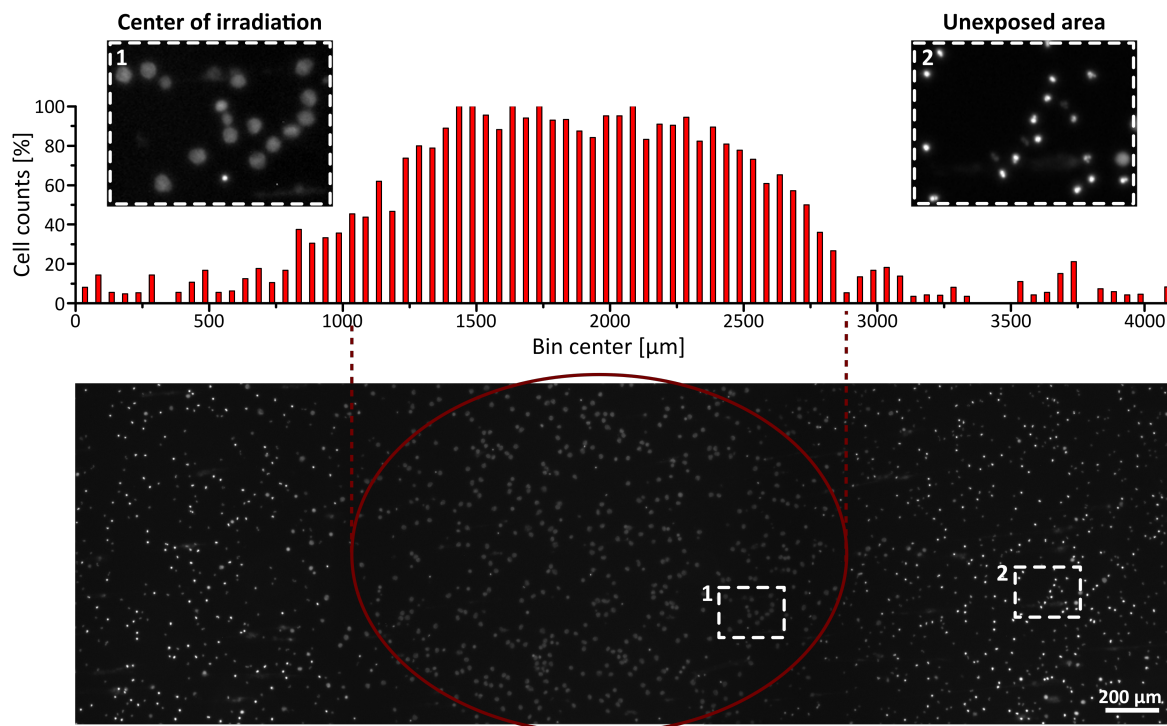 Center of irradiation
Unexposed area
1
2
100
80
60
40
20
0
Cell counts [%]
0 500 1000 1500 2000 2500 3000 3500 4000
Bin center [µm]
1
2
200 µm